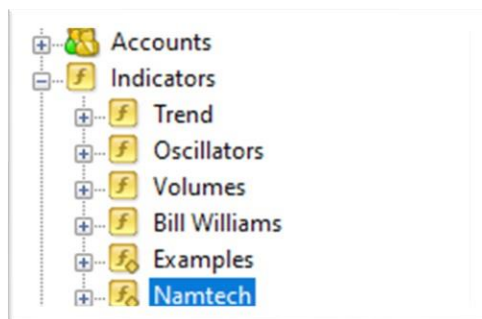 Accounts
Indicators
Trend
Oscillators
Volumes
Bill Williams
Examples
Namtech